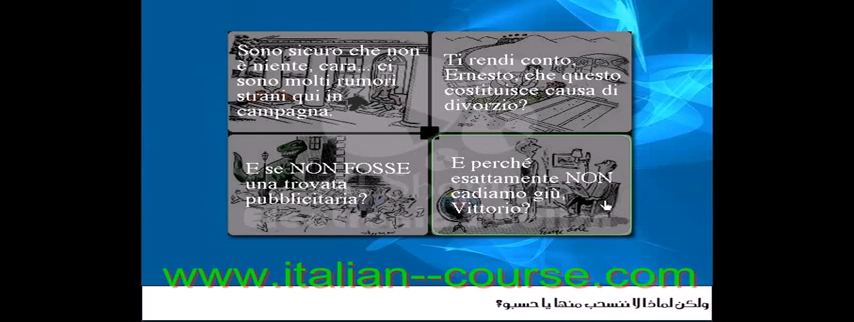 Sono sicuro che non
è niente, cara... ci
sono molti rumori
strani qui in
campagna.
Ti rendi conto,
Ernesto, che questo
costituisce causa di
divorzio?
E se NON FOSSE
una trovata
pubblicitaria?
E perché
esattamente NON
cadiamo giù,
Vittorio?
www.italian--course.com
ولكن لماذا لا ننسحب منها يا حسبو؟